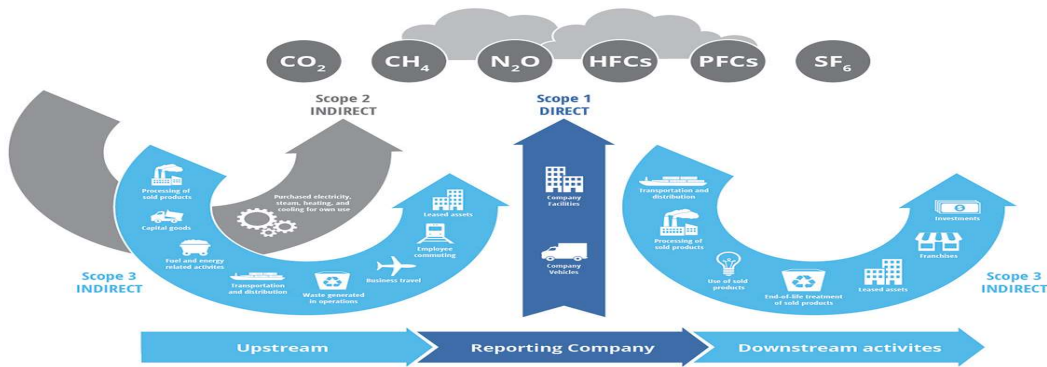 CO2
CH4
N2O
HFCs
PFCs
SF6
Scope 2
INDIRECT
Scope 1
DIRECT
Processing of
sold products
Capital goods
Fuel and energy
related activites
Transportation
and distribution
Waste generated
in operations
Business travel
Employee
commuting
Leased assets
Purchased electricity,
steam, heating, and
cooling for own use
Company
Facilities
Company
Vehicles
Transportation and
distribution
Processing of
sold products
Use of sold
products
End-of-life treatment
of sold products
Leased assets
Franchises
Investments
Scope 3
INDIRECT
Scope 3
INDIRECT
Upstream
Reporting Company
Downstream activites